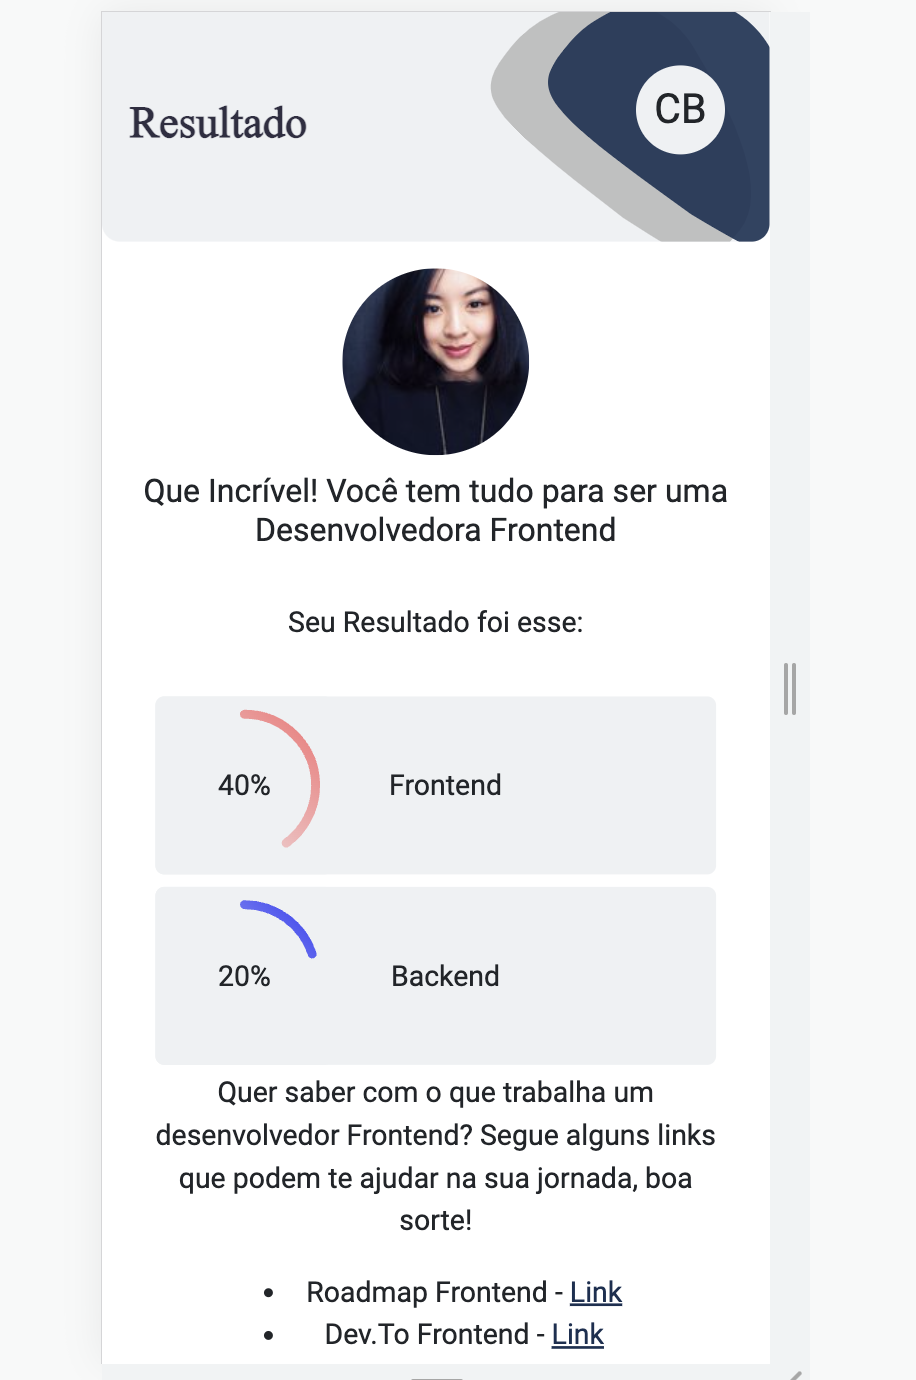 Resultado
CB
Que Incrível! Você tem tudo para ser uma
Desenvolvedora Frontend
Seu Resultado foi esse:
40%
Frontend
20%
Backend
Quer saber com o que trabalha um
desenvolvedor Frontend? Segue alguns links
que podem te ajudar na sua jornada, boa
sorte!
• Roadmap Frontend - Link
• Dev.To Frontend - Link